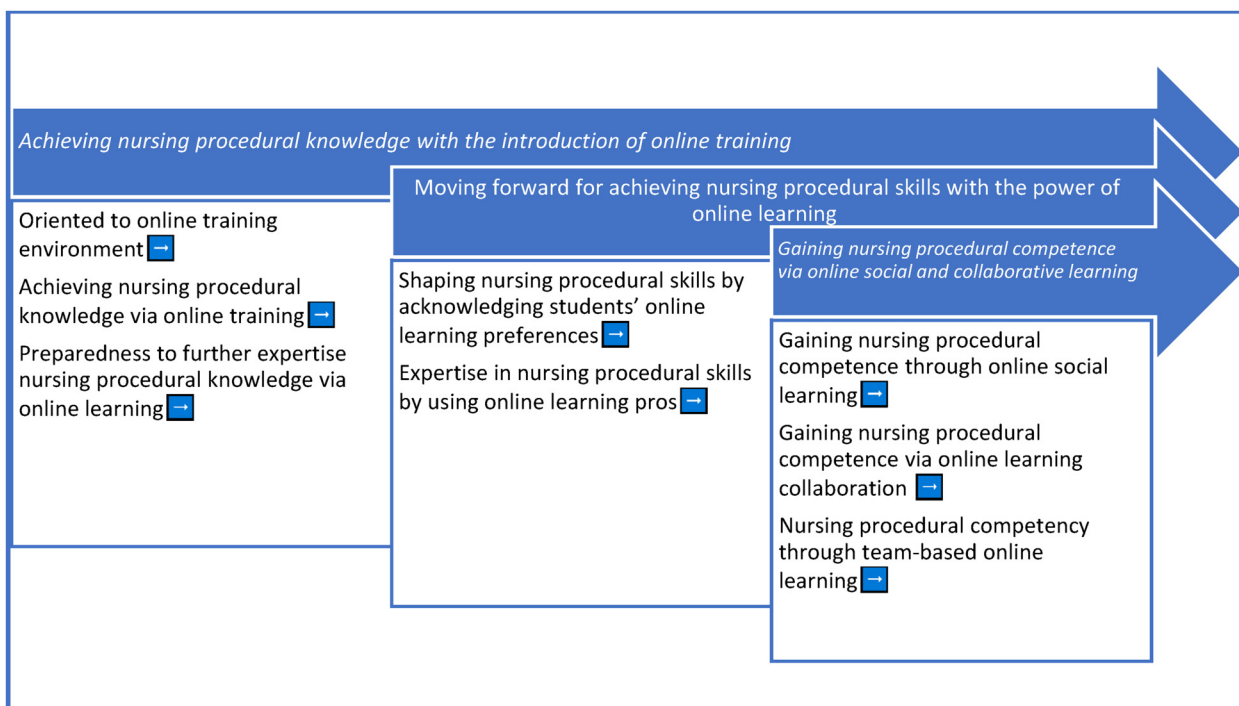 Achieving nursing procedural knowledge with the introduction of online training
Moving forward for achieving nursing procedural skills with the power of
online learning
Gaining nursing procedural competence
via online social and collaborative learning
Oriented to online training
environment →
Achieving nursing procedural
knowledge via online training →
Preparedness to further expertise
nursing procedural knowledge via
online learning →
Shaping nursing procedural skills by
acknowledging students’ online
learning preferences →
Expertise in nursing procedural skills
by using online learning pros →
Gaining nursing procedural
competence through online social
learning →
Gaining nursing procedural
competence via online learning
collaboration →
Nursing procedural competency
through team-based online
learning →